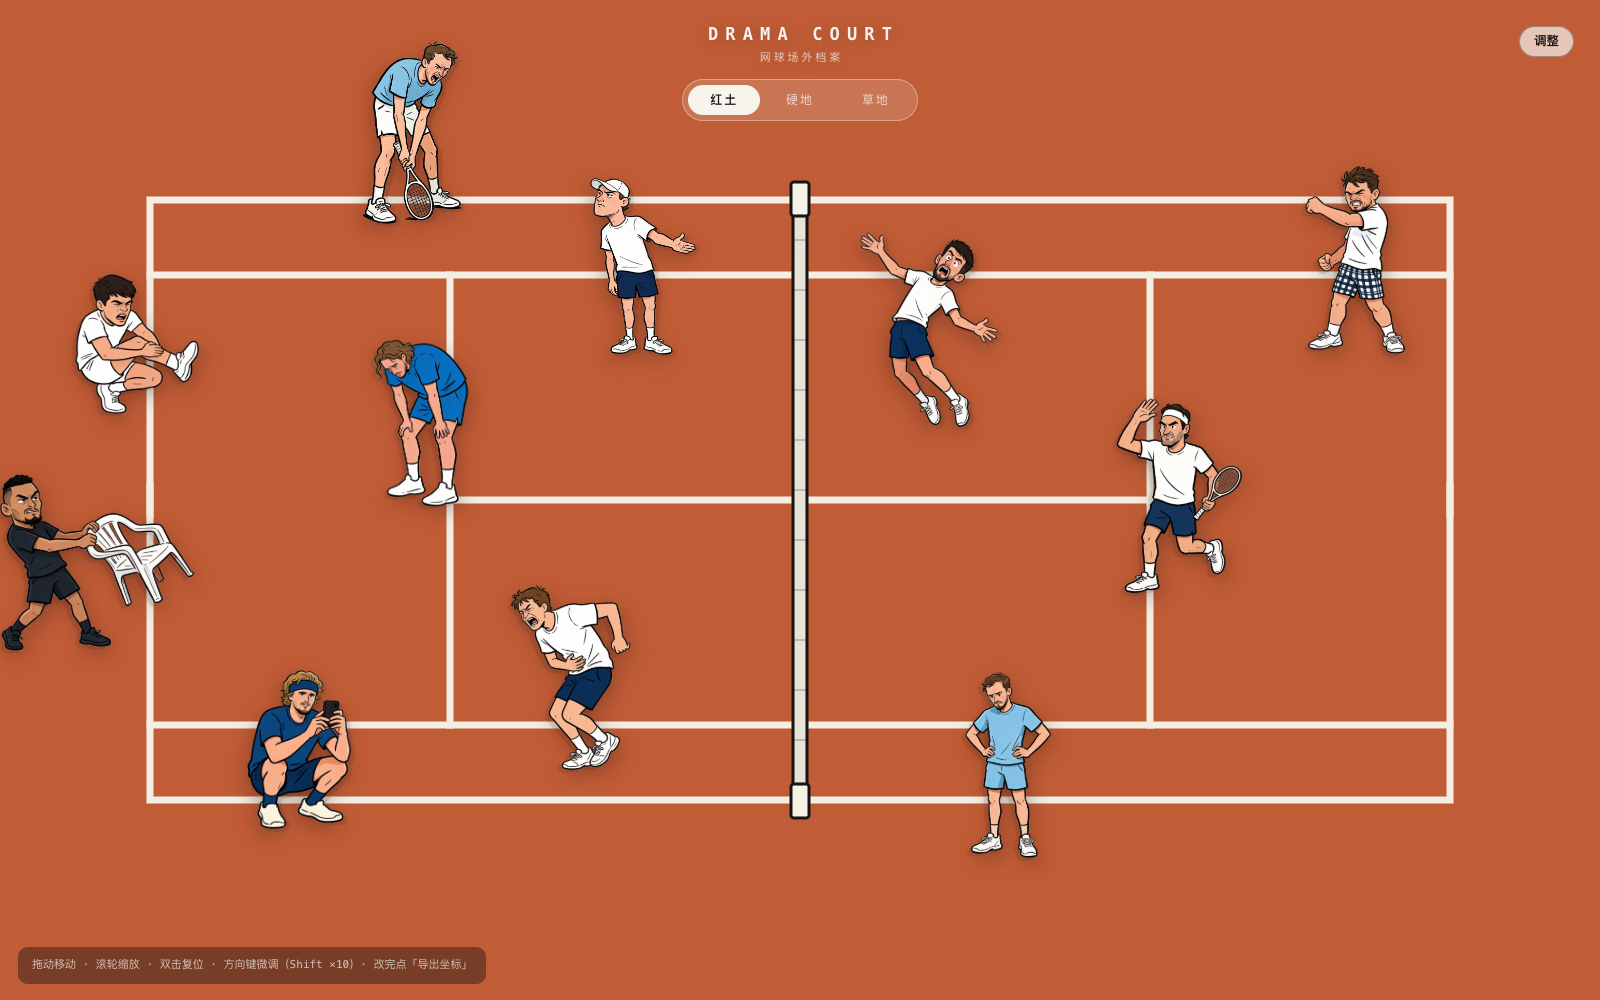 DRAMA COURT
网球场外档案
调整
红土 硬地 草地
拖动移动 · 滚轮缩放 · 双击复位 · 方向键微调（Shift ×10）· 改完点「导出坐标」